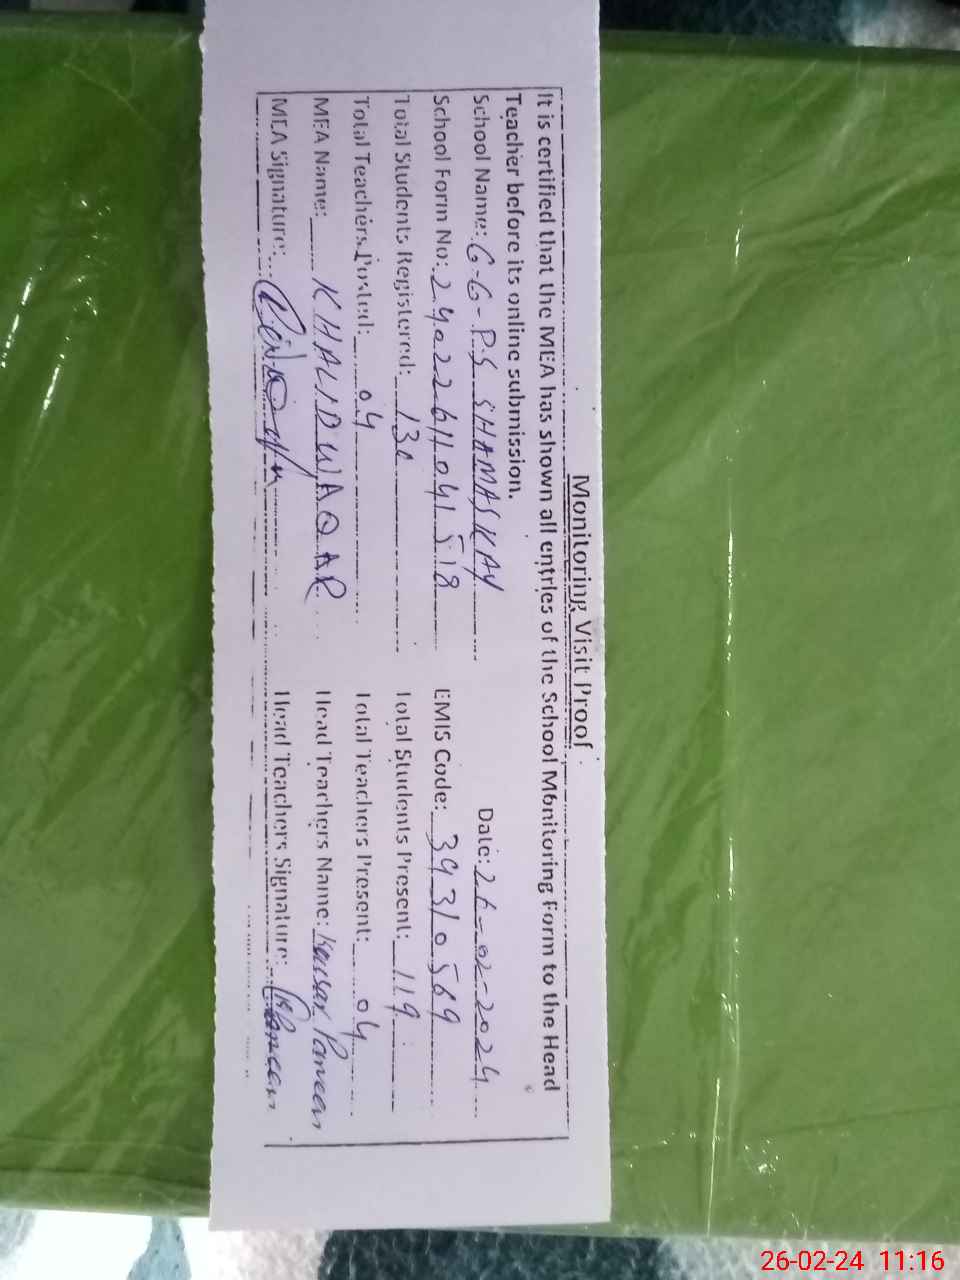 Monitoring Visit Proof
It is certified that the MEA has shown all entries of the School Monitoring Form to the Head
Teacher before its online submission.
School Name: G-G-P.S SHAMASKAY Date: 26-02-2024
School Form No: 24022611041518 EMIS Code: 39310569
Total Students Registered: 130 Total Students Present: 119
Total Teachers Posted: 04 Total Teachers Present: 04
MEA Name: KHALID WAQAR Head Teachers Name: Kousar Parveen
MEA Signature: Head Teachers Signature:
26-02-24 11:16